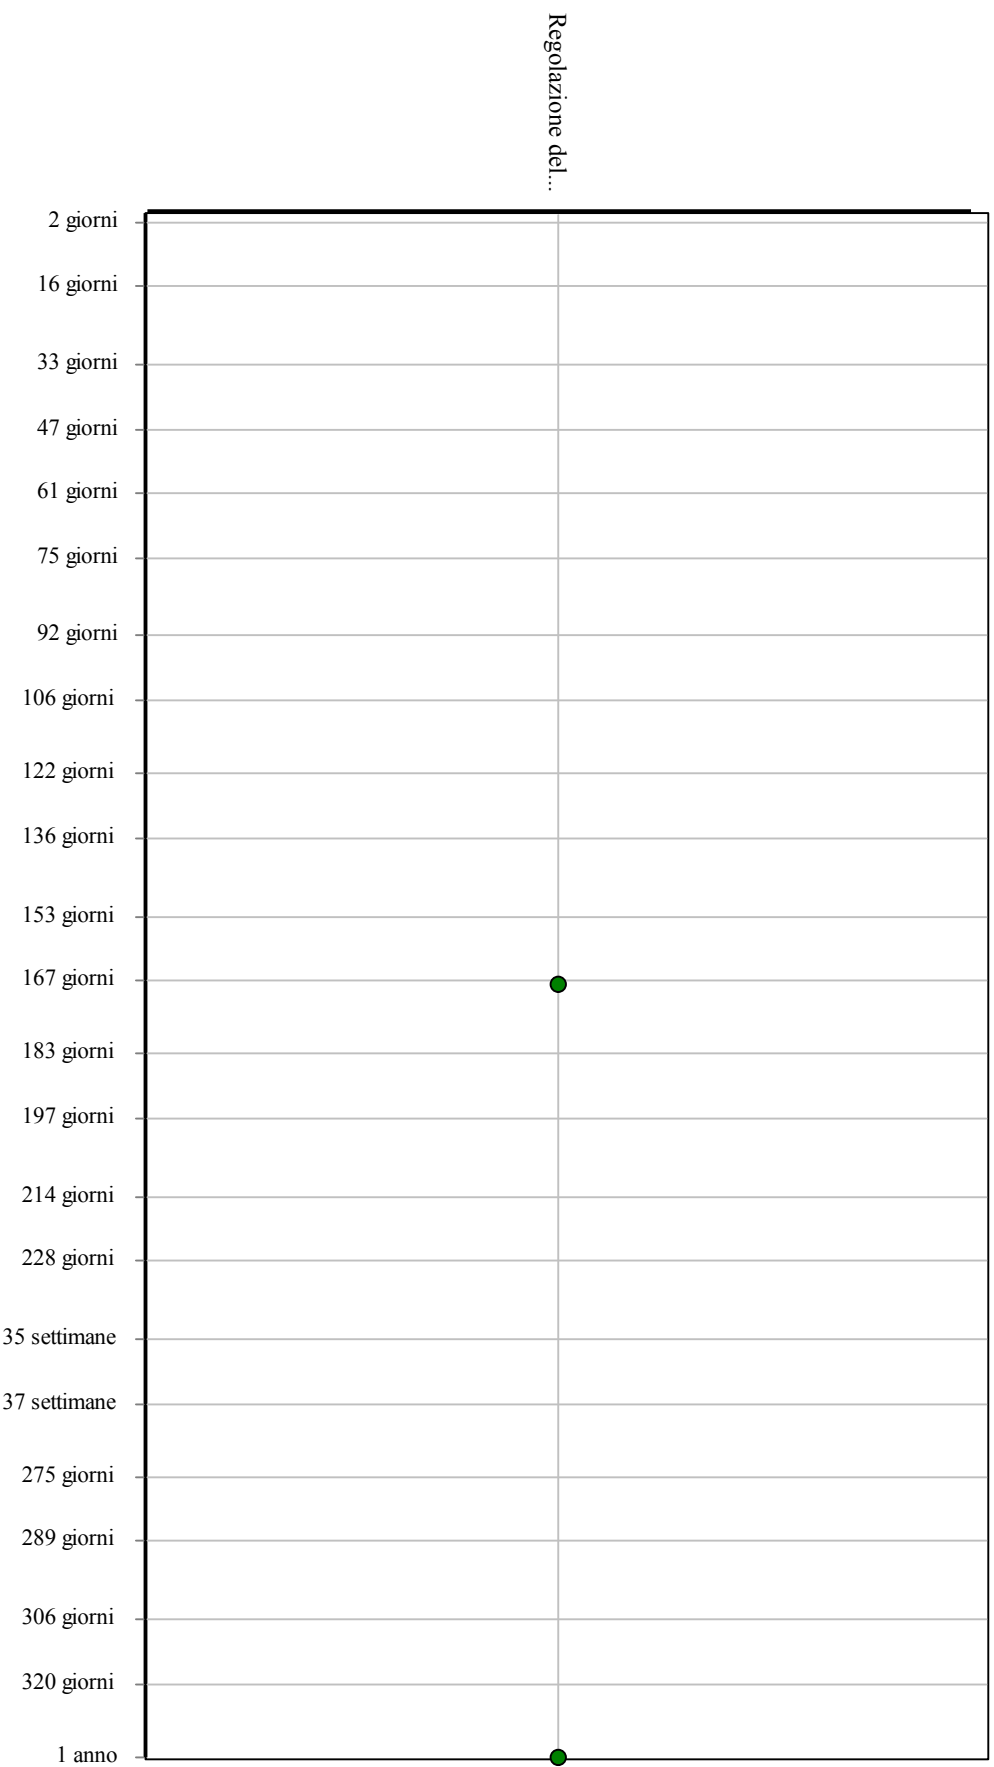 Regolazione del...
2 giorni
16 giorni
33 giorni
47 giorni
61 giorni
75 giorni
92 giorni
106 giorni
122 giorni
136 giorni
153 giorni
167 giorni
183 giorni
197 giorni
214 giorni
228 giorni
35 settimane
37 settimane
275 giorni
289 giorni
306 giorni
320 giorni
1 anno